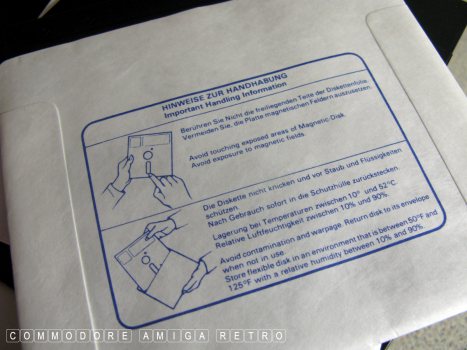 HINWEISE ZUR HANDHABUNG
Important Handling Information
Berühren Sie Nicht die freiliegenden Teite der Diskettenfolie.
Vermeiden Sie, die Platte magnetischen Feldern auszusetzen.
Avoid touching exposed areas of Magnetic Disk.
Avoid exposure to magnetic fields.
Die Diskette nicht knicken und vor Staub und Flüssigkeiten
schützen.
Nach Gebrauch sofort in die Schutzhülle zurückstecken.
Lagerung bei Temperaturen zwischen 10° und 52°C.
Relative Luftfeuchtigkeit zwischen 10% und 90%.
Avoid contamination and warpage. Return disk to its envelope
when not in use.
Store flexible disk in an environment that is between 50°F and
125°F with a relative humidity between 10% and 90%.
COMMODORE AMIGA RETRO